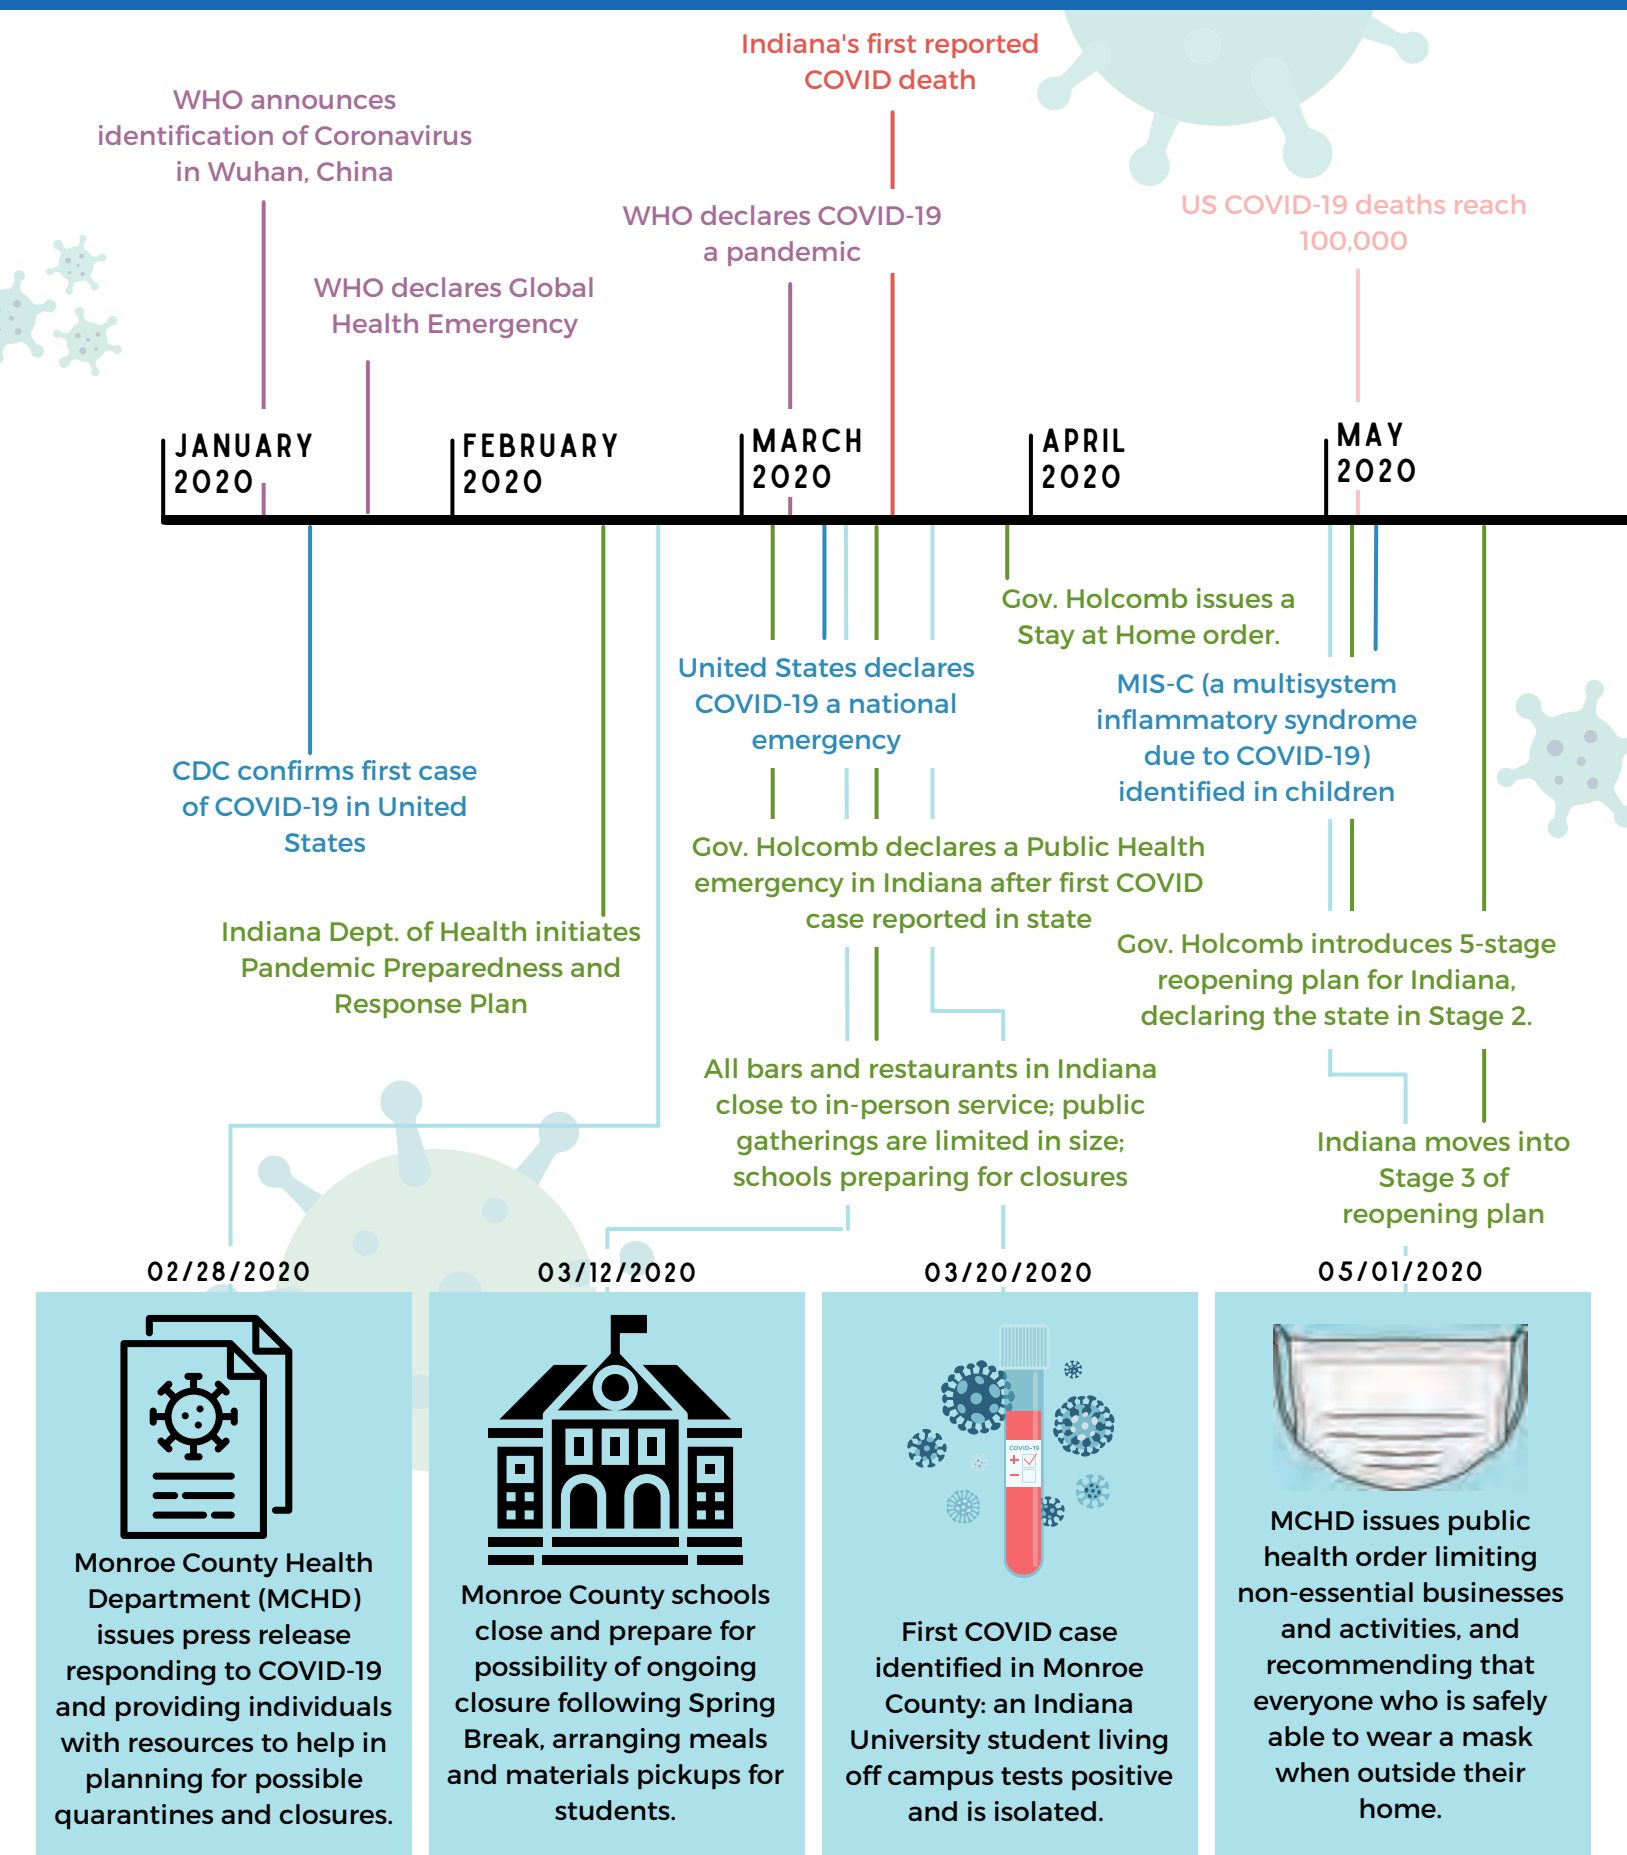 Indiana's first reported
COVID death
WHO announces
identification of Coronavirus
in Wuhan, China
WHO declares COVID-19
a pandemic
US COVID-19 deaths reach
100,000
WHO declares Global
Health Emergency
JANUARY
2020
FEBRUARY
2020
MARCH
2020
APRIL
2020
MAY
2020
Gov. Holcomb issues a
Stay at Home order.
United States declares
COVID-19 a national
emergency
MIS-C (a multisystem
inflammatory syndrome
due to COVID-19)
identified in children
CDC confirms first case
of COVID-19 in United
States
Gov. Holcomb declares a Public Health
emergency in Indiana after first COVID
case reported in state
Indiana Dept. of Health initiates
Pandemic Preparedness and
Response Plan
Gov. Holcomb introduces 5-stage
reopening plan for Indiana,
declaring the state in Stage 2.
All bars and restaurants in Indiana
close to in-person service; public
gatherings are limited in size;
schools preparing for closures
Indiana moves into
Stage 3 of
reopening plan
02/28/2020
Monroe County Health
Department (MCHD)
issues press release
responding to COVID-19
and providing individuals
with resources to help in
planning for possible
quarantines and closures.
03/12/2020
Monroe County schools
close and prepare for
possibility of ongoing
closure following Spring
Break, arranging meals
and materials pickups for
students.
03/20/2020
COVID-19
+
-
First COVID case
identified in Monroe
County: an Indiana
University student living
off campus tests positive
and is isolated.
05/01/2020
MCHD issues public
health order limiting
non-essential businesses
and activities, and
recommending that
everyone who is safely
able to wear a mask
when outside their
home.